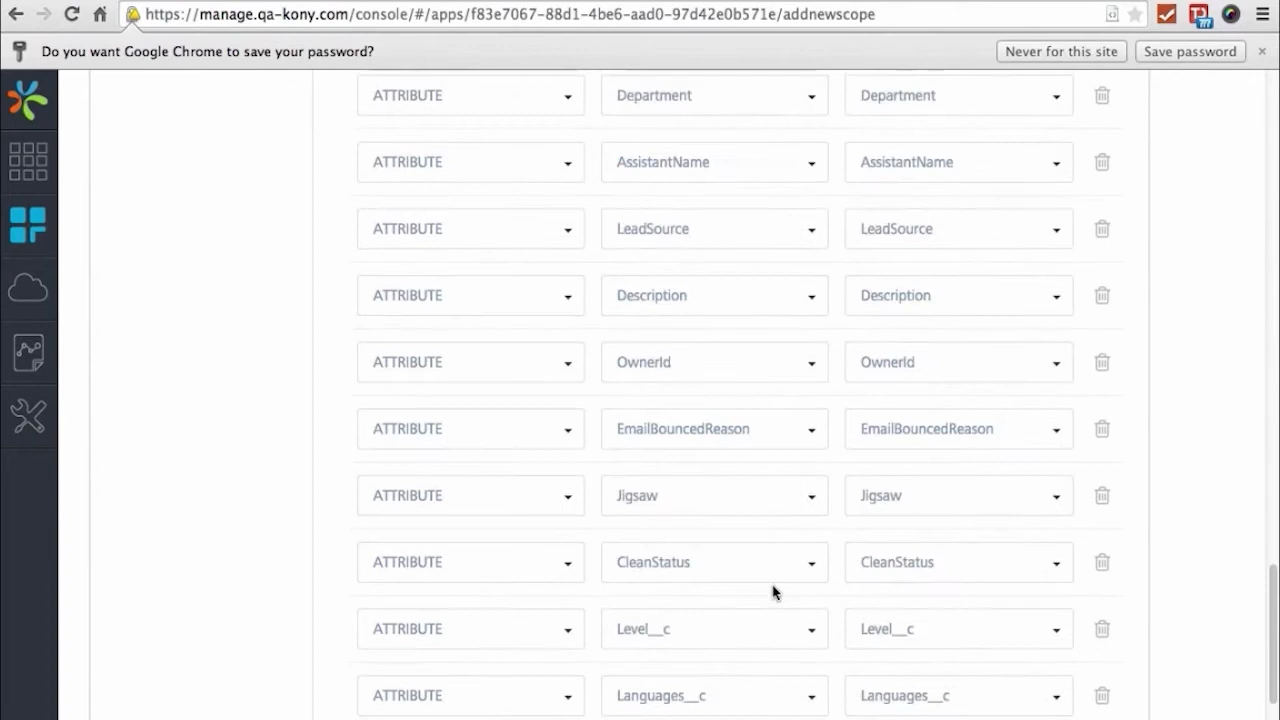 https://manage.qa-kony.com/console/#/apps/f83e7067-88d1-4be6-aad0-97d42e0b571e/addnewscope
Do you want Google Chrome to save your password? Never for this site Save password
ATTRIBUTE Department Department
ATTRIBUTE AssistantName AssistantName
ATTRIBUTE LeadSource LeadSource
ATTRIBUTE Description Description
ATTRIBUTE OwnerId OwnerId
ATTRIBUTE EmailBouncedReason EmailBouncedReason
ATTRIBUTE Jigsaw Jigsaw
ATTRIBUTE CleanStatus CleanStatus
ATTRIBUTE Level__c Level__c
ATTRIBUTE Languages__c Languages__c